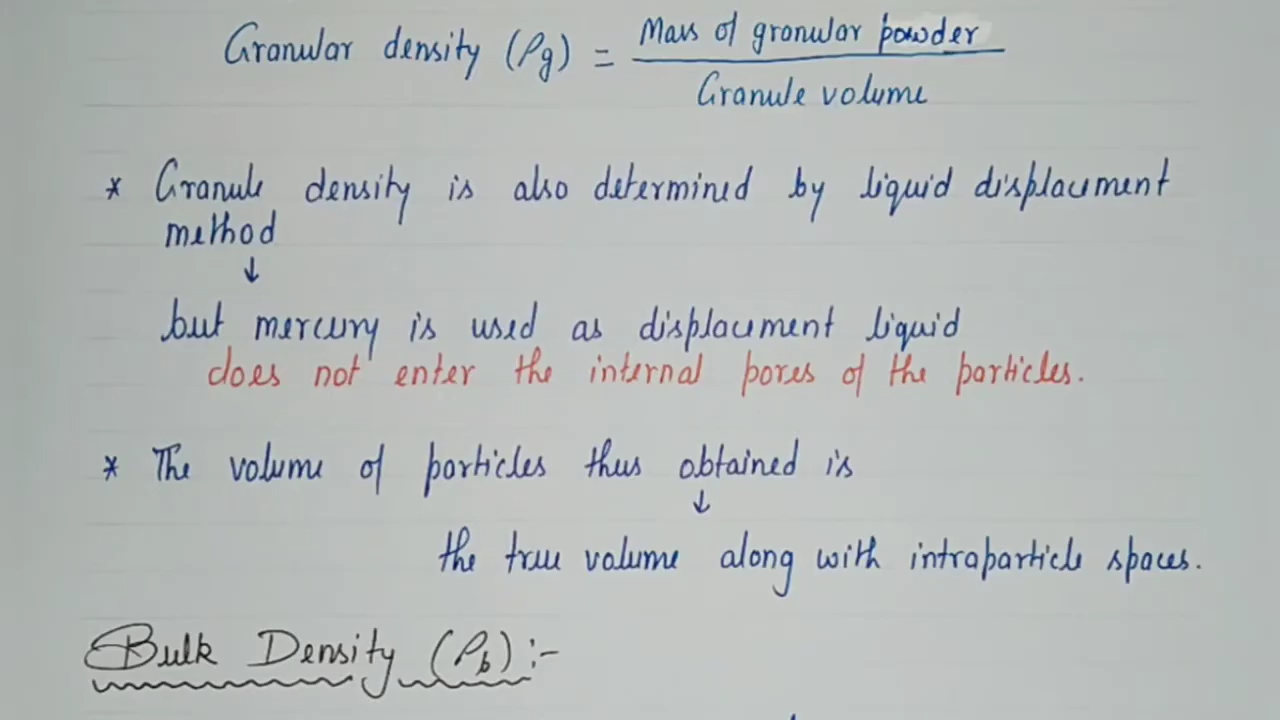 Granular density (ρg) = Mass of granular powder
Granule volume
* Granule density is also determined by liquid displacement
method
↓
but mercury is used as displacement liquid
does not enter the internal pores of the particles.
* The volume of particles thus obtained is
↓
the true volume along with intraparticle spaces.
Bulk Density (ρb) :-